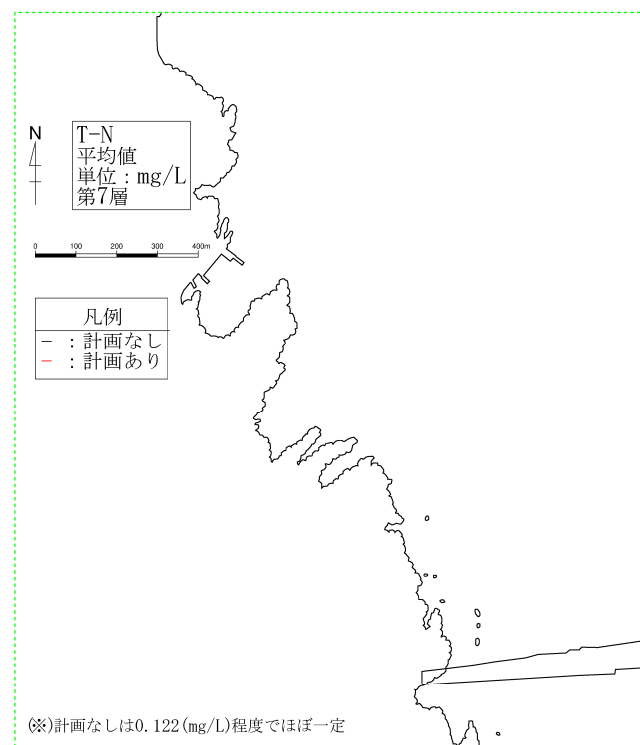 N
T-N
平均値
単位：mg/L
第7層
0 100 200 300 400m
凡例
－ ：計画なし
－ ：計画あり
(※)計画なしは0.122(mg/L)程度でほぼ一定